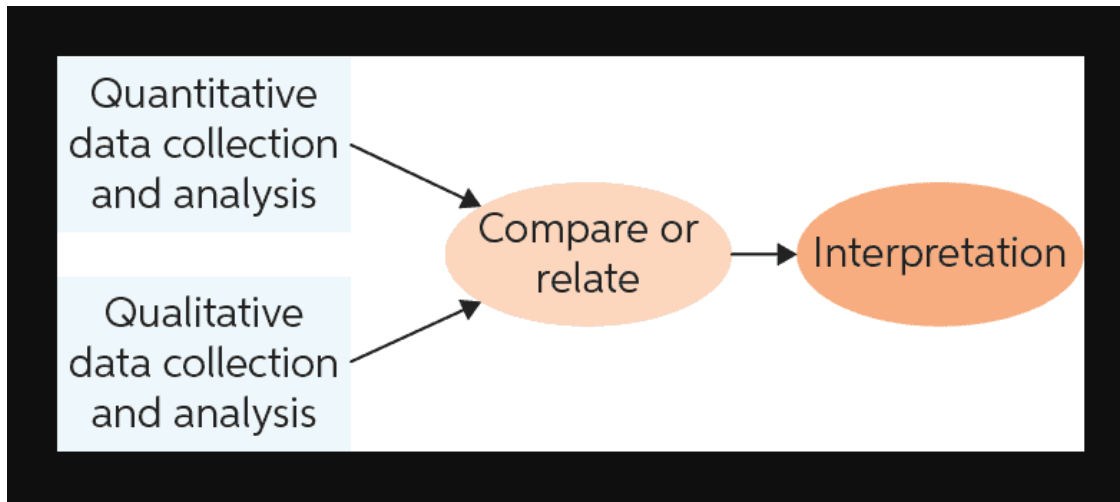 Quantitative
data collection
and analysis
Qualitative
data collection
and analysis
Compare or
relate
Interpretation